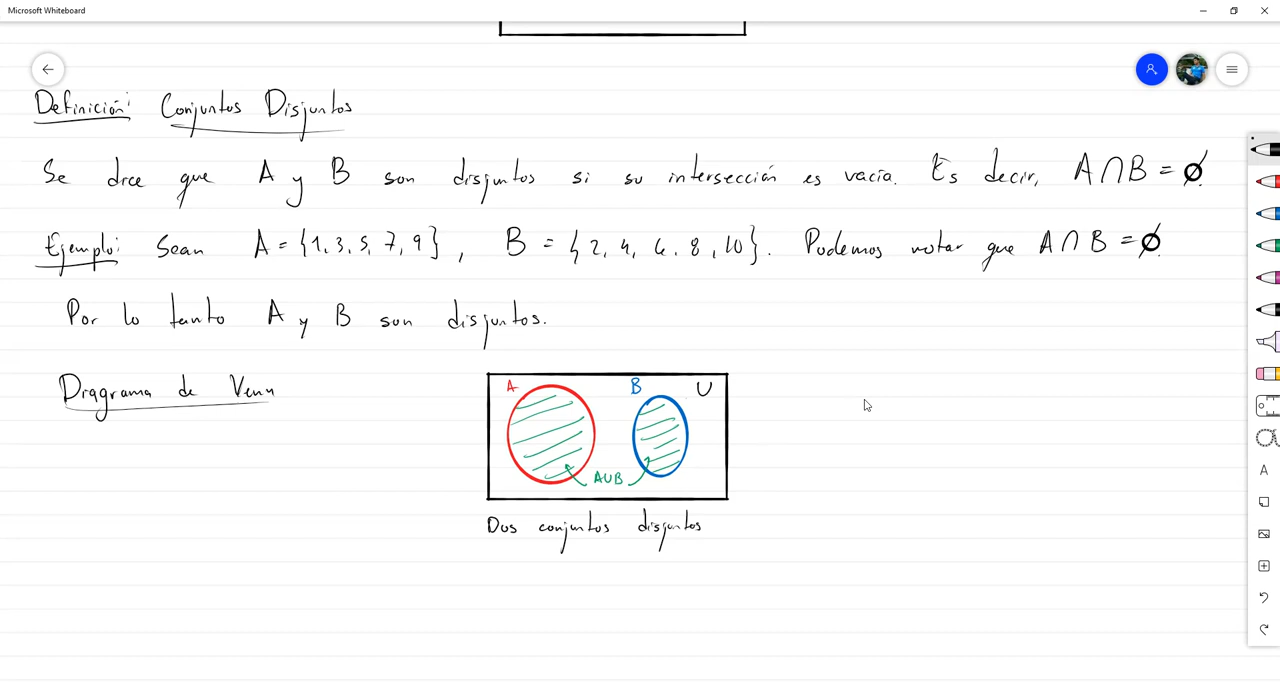 Microsoft Whiteboard
Definición: Conjuntos Disjuntos
Se dice que A y B son disjuntos si su intersección es vacía. Es decir, A ∩ B = ∅.
Ejemplo: Sean A = {1, 3, 5, 7, 9}, B = {2, 4, 6, 8, 10}. Podemos notar que A ∩ B = ∅.
Por lo tanto A y B son disjuntos.
Diagrama de Venn
A B U
A∪B
Dos conjuntos disjuntos
A